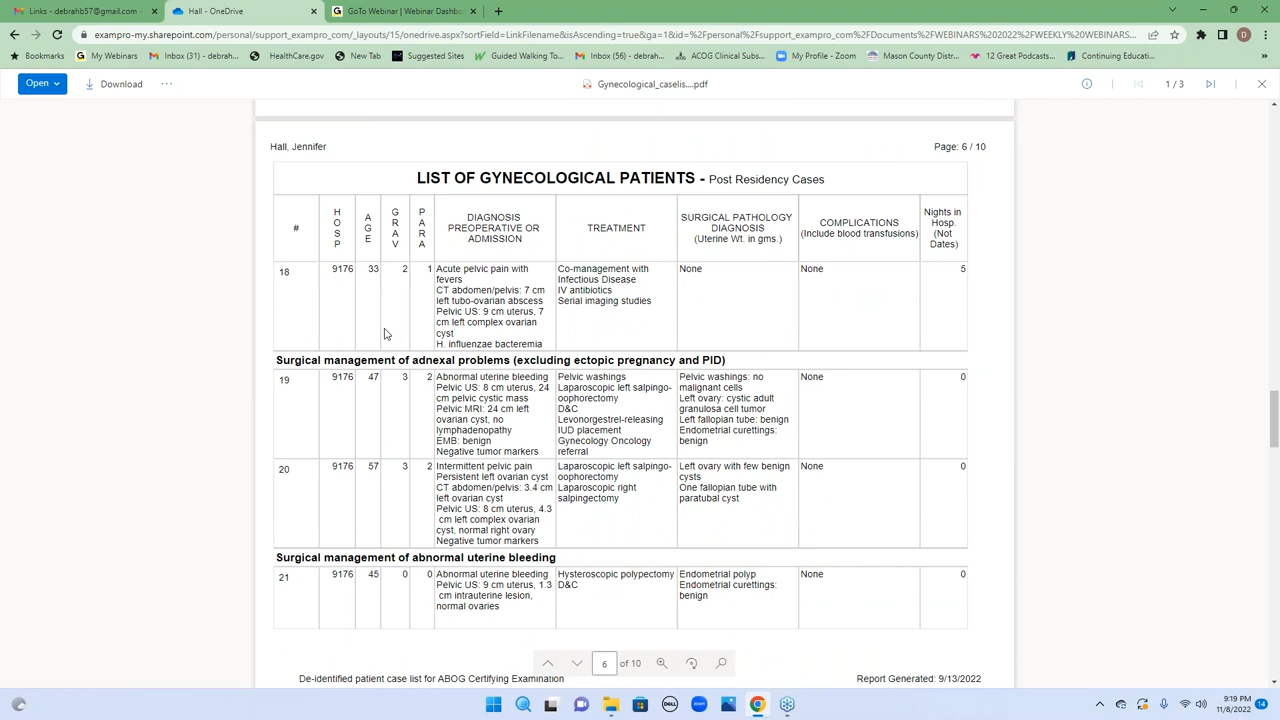 Links - debrahb57@gmail.com -
Hall - OneDrive
GoTo Webinar | Webinar Dashbo
exampro-my.sharepoint.com/personal/support_exampro_com/_layouts/15/onedrive.aspx?sortField=LinkFilename&isAscending=true&ga=1&id=%2Fpersonal%2Fsupport_exampro_com%2FDocuments%2FWEBINARS%202022%2FWEEKLY%20WEBINARS...
Bookmarks
My Webinars
Inbox (31) - debrah...
HealthCare.gov
New Tab
Suggested Sites
Guided Walking To...
Inbox (56) - debrah...
ACOG Clinical Subs...
My Profile - Zoom
Mason County Distr...
12 Great Podcasts...
Continuing Educati...
Open
Download
Gynecological_caselis....pdf
1 / 3
Hall, Jennifer
Page: 6 / 10
LIST OF GYNECOLOGICAL PATIENTS - Post Residency Cases
#
HOSP
AGE
GRAV
PARA
DIAGNOSIS
PREOPERATIVE OR
ADMISSION
TREATMENT
SURGICAL PATHOLOGY
DIAGNOSIS
(Uterine Wt. in gms.)
COMPLICATIONS
(Include blood transfusions)
Nights in
Hosp.
(Not
Dates)
18
9176
33
2
1
Acute pelvic pain with
fevers
CT abdomen/pelvis: 7 cm
left tubo-ovarian abscess
Pelvic US: 9 cm uterus, 7
cm left complex ovarian
cyst
H. influenzae bacteremia
Co-management with
Infectious Disease
IV antibiotics
Serial imaging studies
None
None
5
Surgical management of adnexal problems (excluding ectopic pregnancy and PID)
19
9176
47
3
2
Abnormal uterine bleeding
Pelvic US: 8 cm uterus, 24
cm pelvic cystic mass
Pelvic MRI: 24 cm left
ovarian cyst, no
lymphadenopathy
EMB: benign
Negative tumor markers
Pelvic washings
Laparoscopic left salpingo-
oophorectomy
D&C
Levonorgestrel-releasing
IUD placement
Gynecology Oncology
referral
Pelvic washings: no
malignant cells
Left ovary: cystic adult
granulosa cell tumor
Left fallopian tube: benign
Endometrial curettings:
benign
None
0
20
9176
57
3
2
Intermittent pelvic pain
Persistent left ovarian cyst
CT abdomen/pelvis: 3.4 cm
left ovarian cyst
Pelvic US: 8 cm uterus, 4.3
cm left complex ovarian
cyst, normal right ovary
Negative tumor markers
Laparoscopic left salpingo-
oophorectomy
Laparoscopic right
salpingectomy
Left ovary with few benign
cysts
One fallopian tube with
paratubal cyst
None
0
Surgical management of abnormal uterine bleeding
21
9176
45
0
0
Abnormal uterine bleeding
Pelvic US: 9 cm uterus, 1.3
cm intrauterine lesion,
normal ovaries
Hysteroscopic polypectomy
D&C
Endometrial polyp
Endometrial curettings:
benign
None
0
6 of 10
De-identified patient case list for ABOG Certifying Examination
Report Generated: 9/13/2022
9:19 PM
11/8/2022